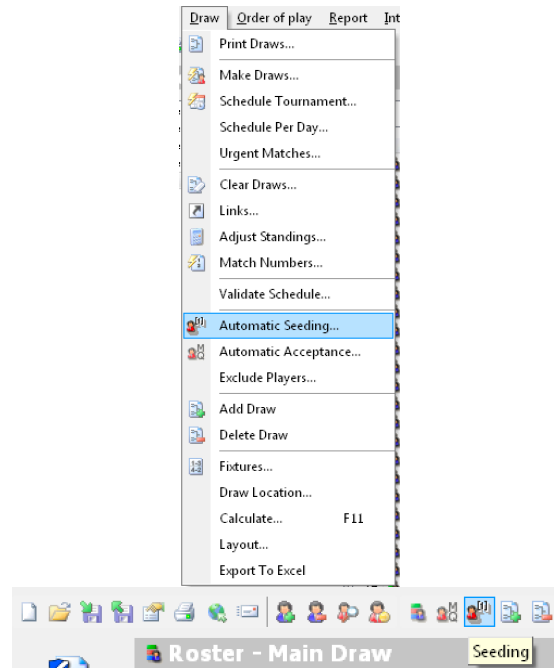 Draw Order of play Report Int
Print Draws...
Make Draws...
Schedule Tournament...
Schedule Per Day...
Urgent Matches...
Clear Draws...
Links...
Adjust Standings...
Match Numbers...
Validate Schedule...
Automatic Seeding...
Automatic Acceptance...
Exclude Players...
Add Draw
Delete Draw
Fixtures...
Draw Location...
Calculate... F11
Layout...
Export To Excel
Roster - Main Draw
Seeding